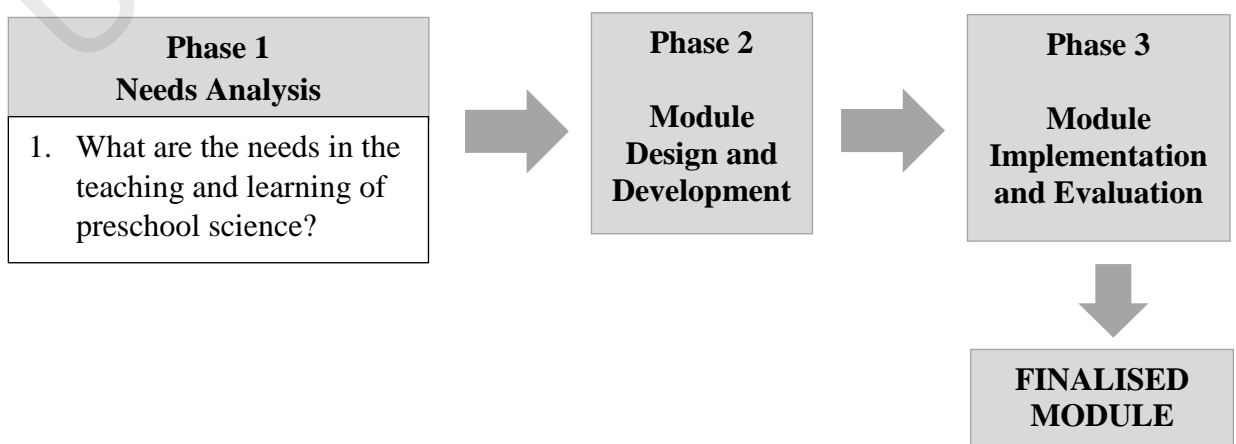 Phase 1
Needs Analysis
1. What are the needs in the
teaching and learning of
preschool science?
Phase 2
Module
Design and
Development
Phase 3
Module
Implementation
and Evaluation
FINALISED
MODULE